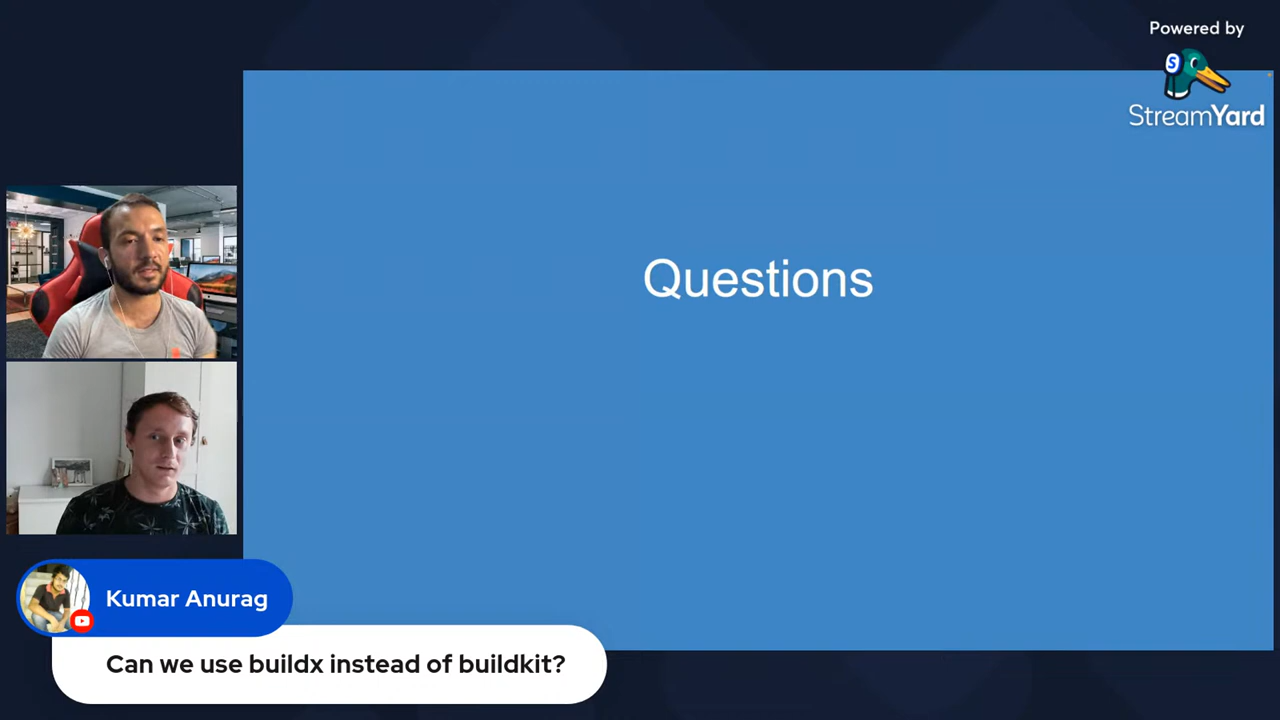 Powered by
StreamYard
Questions
Kumar Anurag
Can we use buildx instead of buildkit?